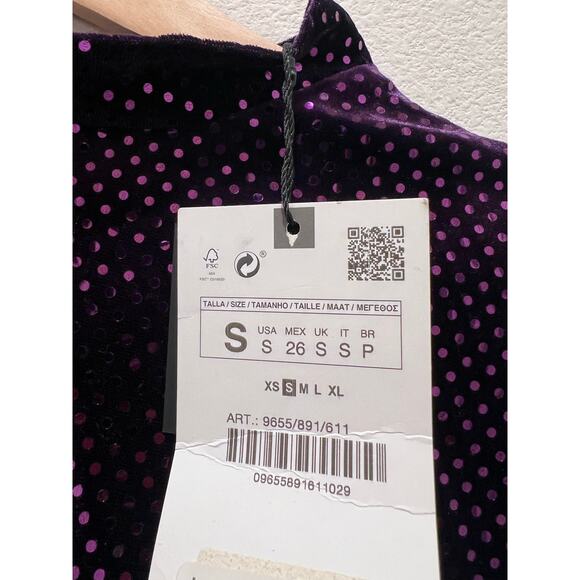 FSC
®
TALLA / SIZE / TAMANHO / TAILLE / MAAT / ΜΕΓΕΘΟΣ
S
USA MEX UK IT BR
S 26 S S P
XS S M L XL
ART.: 9655/891/611
09655891611029